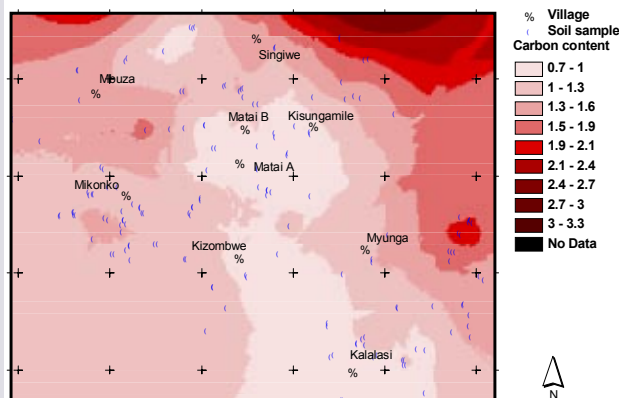 % Village
Soil sample
Carbon content
0.7 - 1
1 - 1.3
1.3 - 1.6
1.5 - 1.9
1.9 - 2.1
2.1 - 2.4
2.4 - 2.7
2.7 - 3
3 - 3.3
No Data
%
Singiwe
Mbuza
%
Matai B
%
Kisungamile
%
%
Matai A
Mikonko
%
Kizombwe
%
Myunga
%
Kalalasi
%
N